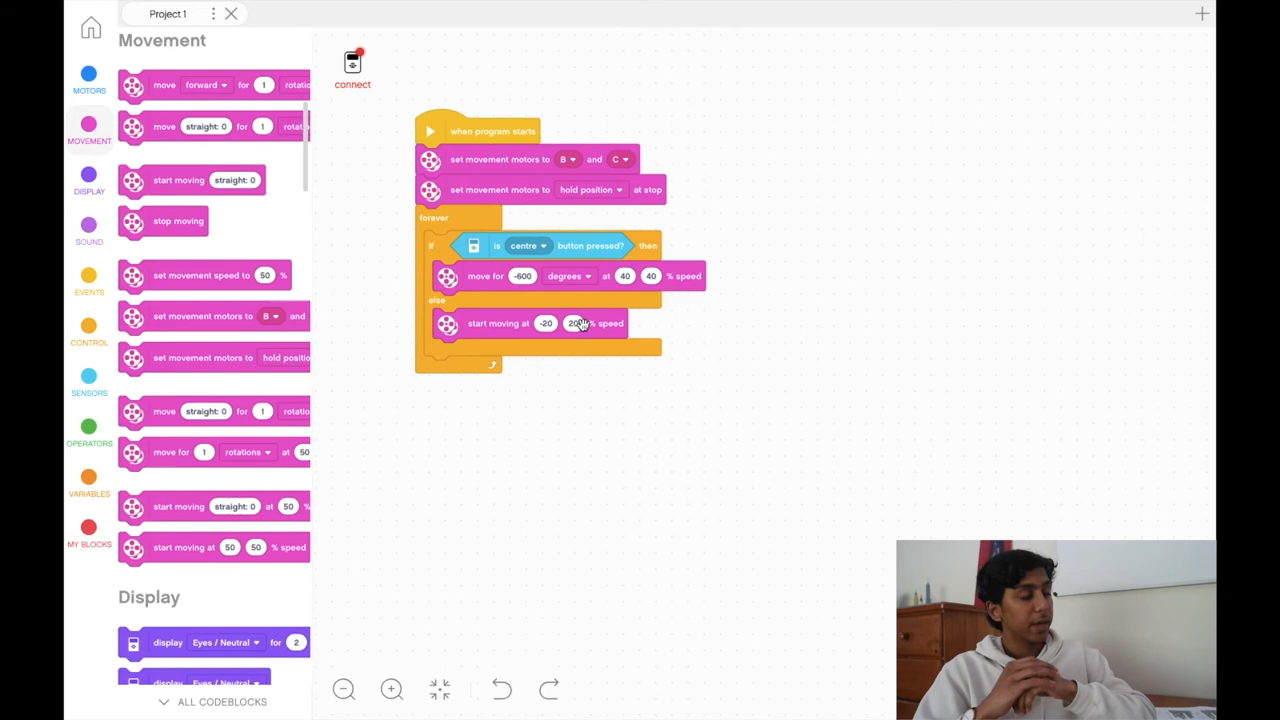 Project 1
Movement
MOTORS
MOVEMENT
DISPLAY
SOUND
EVENTS
CONTROL
SENSORS
OPERATORS
VARIABLES
MY BLOCKS
move forward for 1
move straight: 0 for 1
start moving straight: 0
stop moving
set movement speed to 50 %
set movement motors to B and
set movement motors to
move straight: 0 for 1
move for 1 rotations at 50
start moving straight: 0 at 50 %
start moving at 50 50 % speed
Display
display Eyes / Neutral for 2
display Eyes / Neutral
ALL CODEBLOCKS
connect
when program starts
set movement motors to B and C
set movement motors to hold position at stop
forever
if is centre button pressed? then
move for -600 degrees at 40 40 % speed
else
start moving at -20 20 % speed